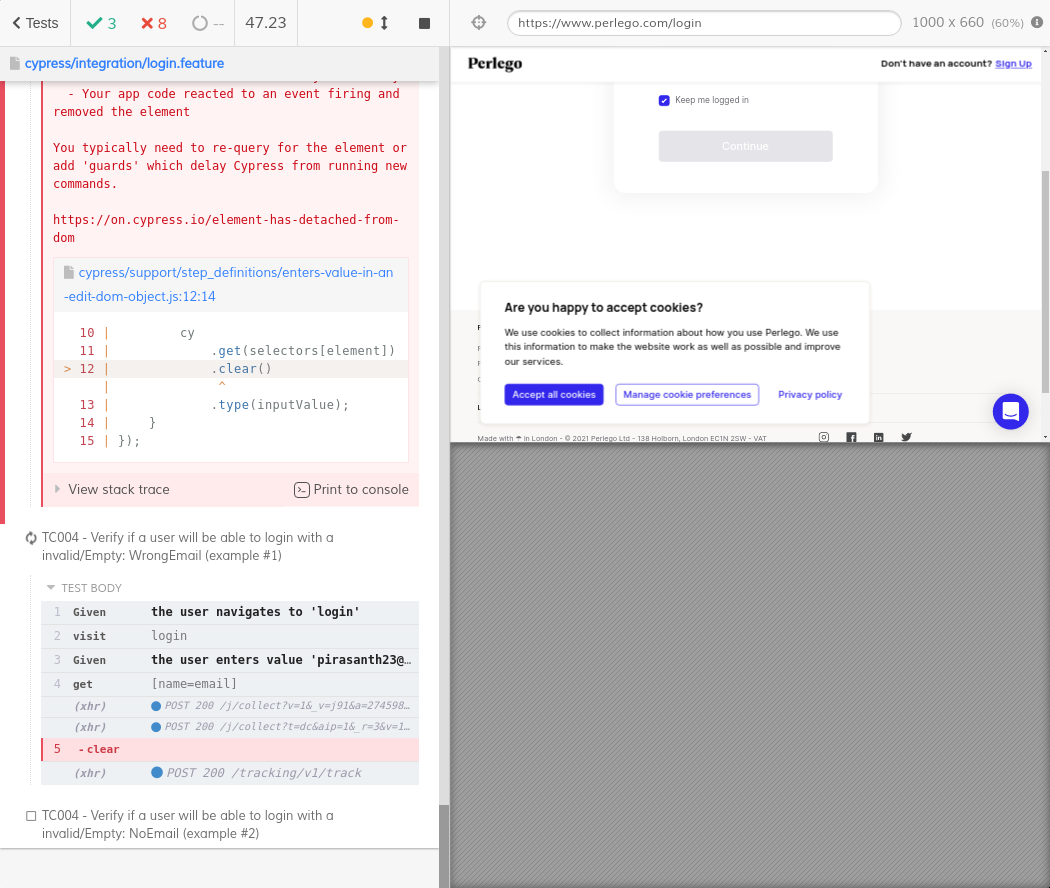 Tests
3
8
--
47.23
https://www.perlego.com/login
1000 x 660 (60%)
cypress/integration/login.feature
- Your app code reacted to an event firing and
removed the element
You typically need to re-query for the element or
add 'guards' which delay Cypress from running new
commands.
https://on.cypress.io/element-has-detached-from-
dom
cypress/support/step_definitions/enters-value-in-an
-edit-dom-object.js:12:14
10 | cy
11 | .get(selectors[element])
> 12 | .clear()
| ^
13 | .type(inputValue);
14 | }
15 | });
View stack trace
Print to console
TC004 - Verify if a user will be able to login with a
invalid/Empty: WrongEmail (example #1)
TEST BODY
1 Given the user navigates to 'login'
2 visit login
3 Given the user enters value 'pirasanth23@…
4 get [name=email]
(xhr) POST 200 /j/collect?v=1&_v=j91&a=274598…
(xhr) POST 200 /j/collect?t=dc&aip=1&_r=3&v=1…
5 -clear
(xhr) POST 200 /tracking/v1/track
TC004 - Verify if a user will be able to login with a
invalid/Empty: NoEmail (example #2)
Perlego
Don't have an account? Sign Up
Keep me logged in
Continue
Are you happy to accept cookies?
We use cookies to collect information about how you use Perlego. We use
this information to make the website work as well as possible and improve
our services.
Accept all cookies
Manage cookie preferences
Privacy policy
Made with ☂ in London - © 2021 Perlego Ltd - 138 Holborn, London EC1N 2SW - VAT